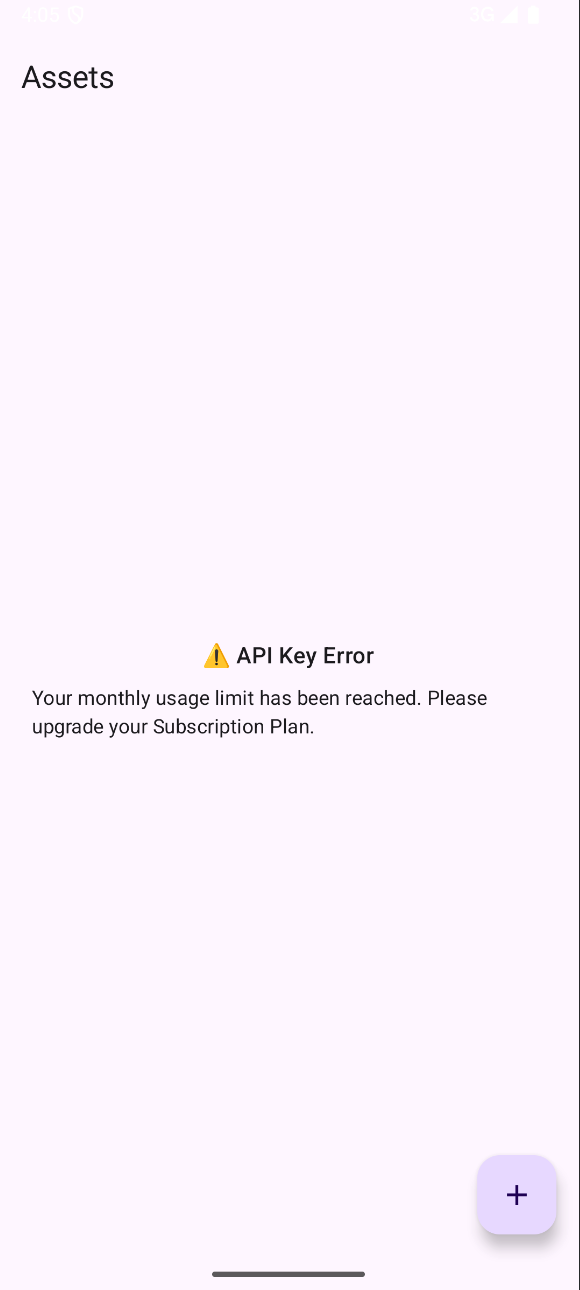 4:05
3G
Assets
⚠️ API Key Error
Your monthly usage limit has been reached. Please
upgrade your Subscription Plan.
+